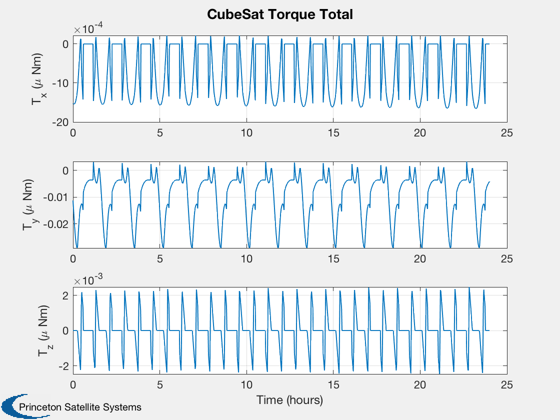 CubeSat Torque Total
×10⁻⁴
0
-10
-20
Tₓ (μ Nm)
0 5 10 15 20 25
0
-0.01
-0.02
T_y (μ Nm)
0 5 10 15 20 25
×10⁻³
2
0
-2
T_z (μ Nm)
0 5 10 15 20 25
Time (hours)
Princeton Satellite Systems